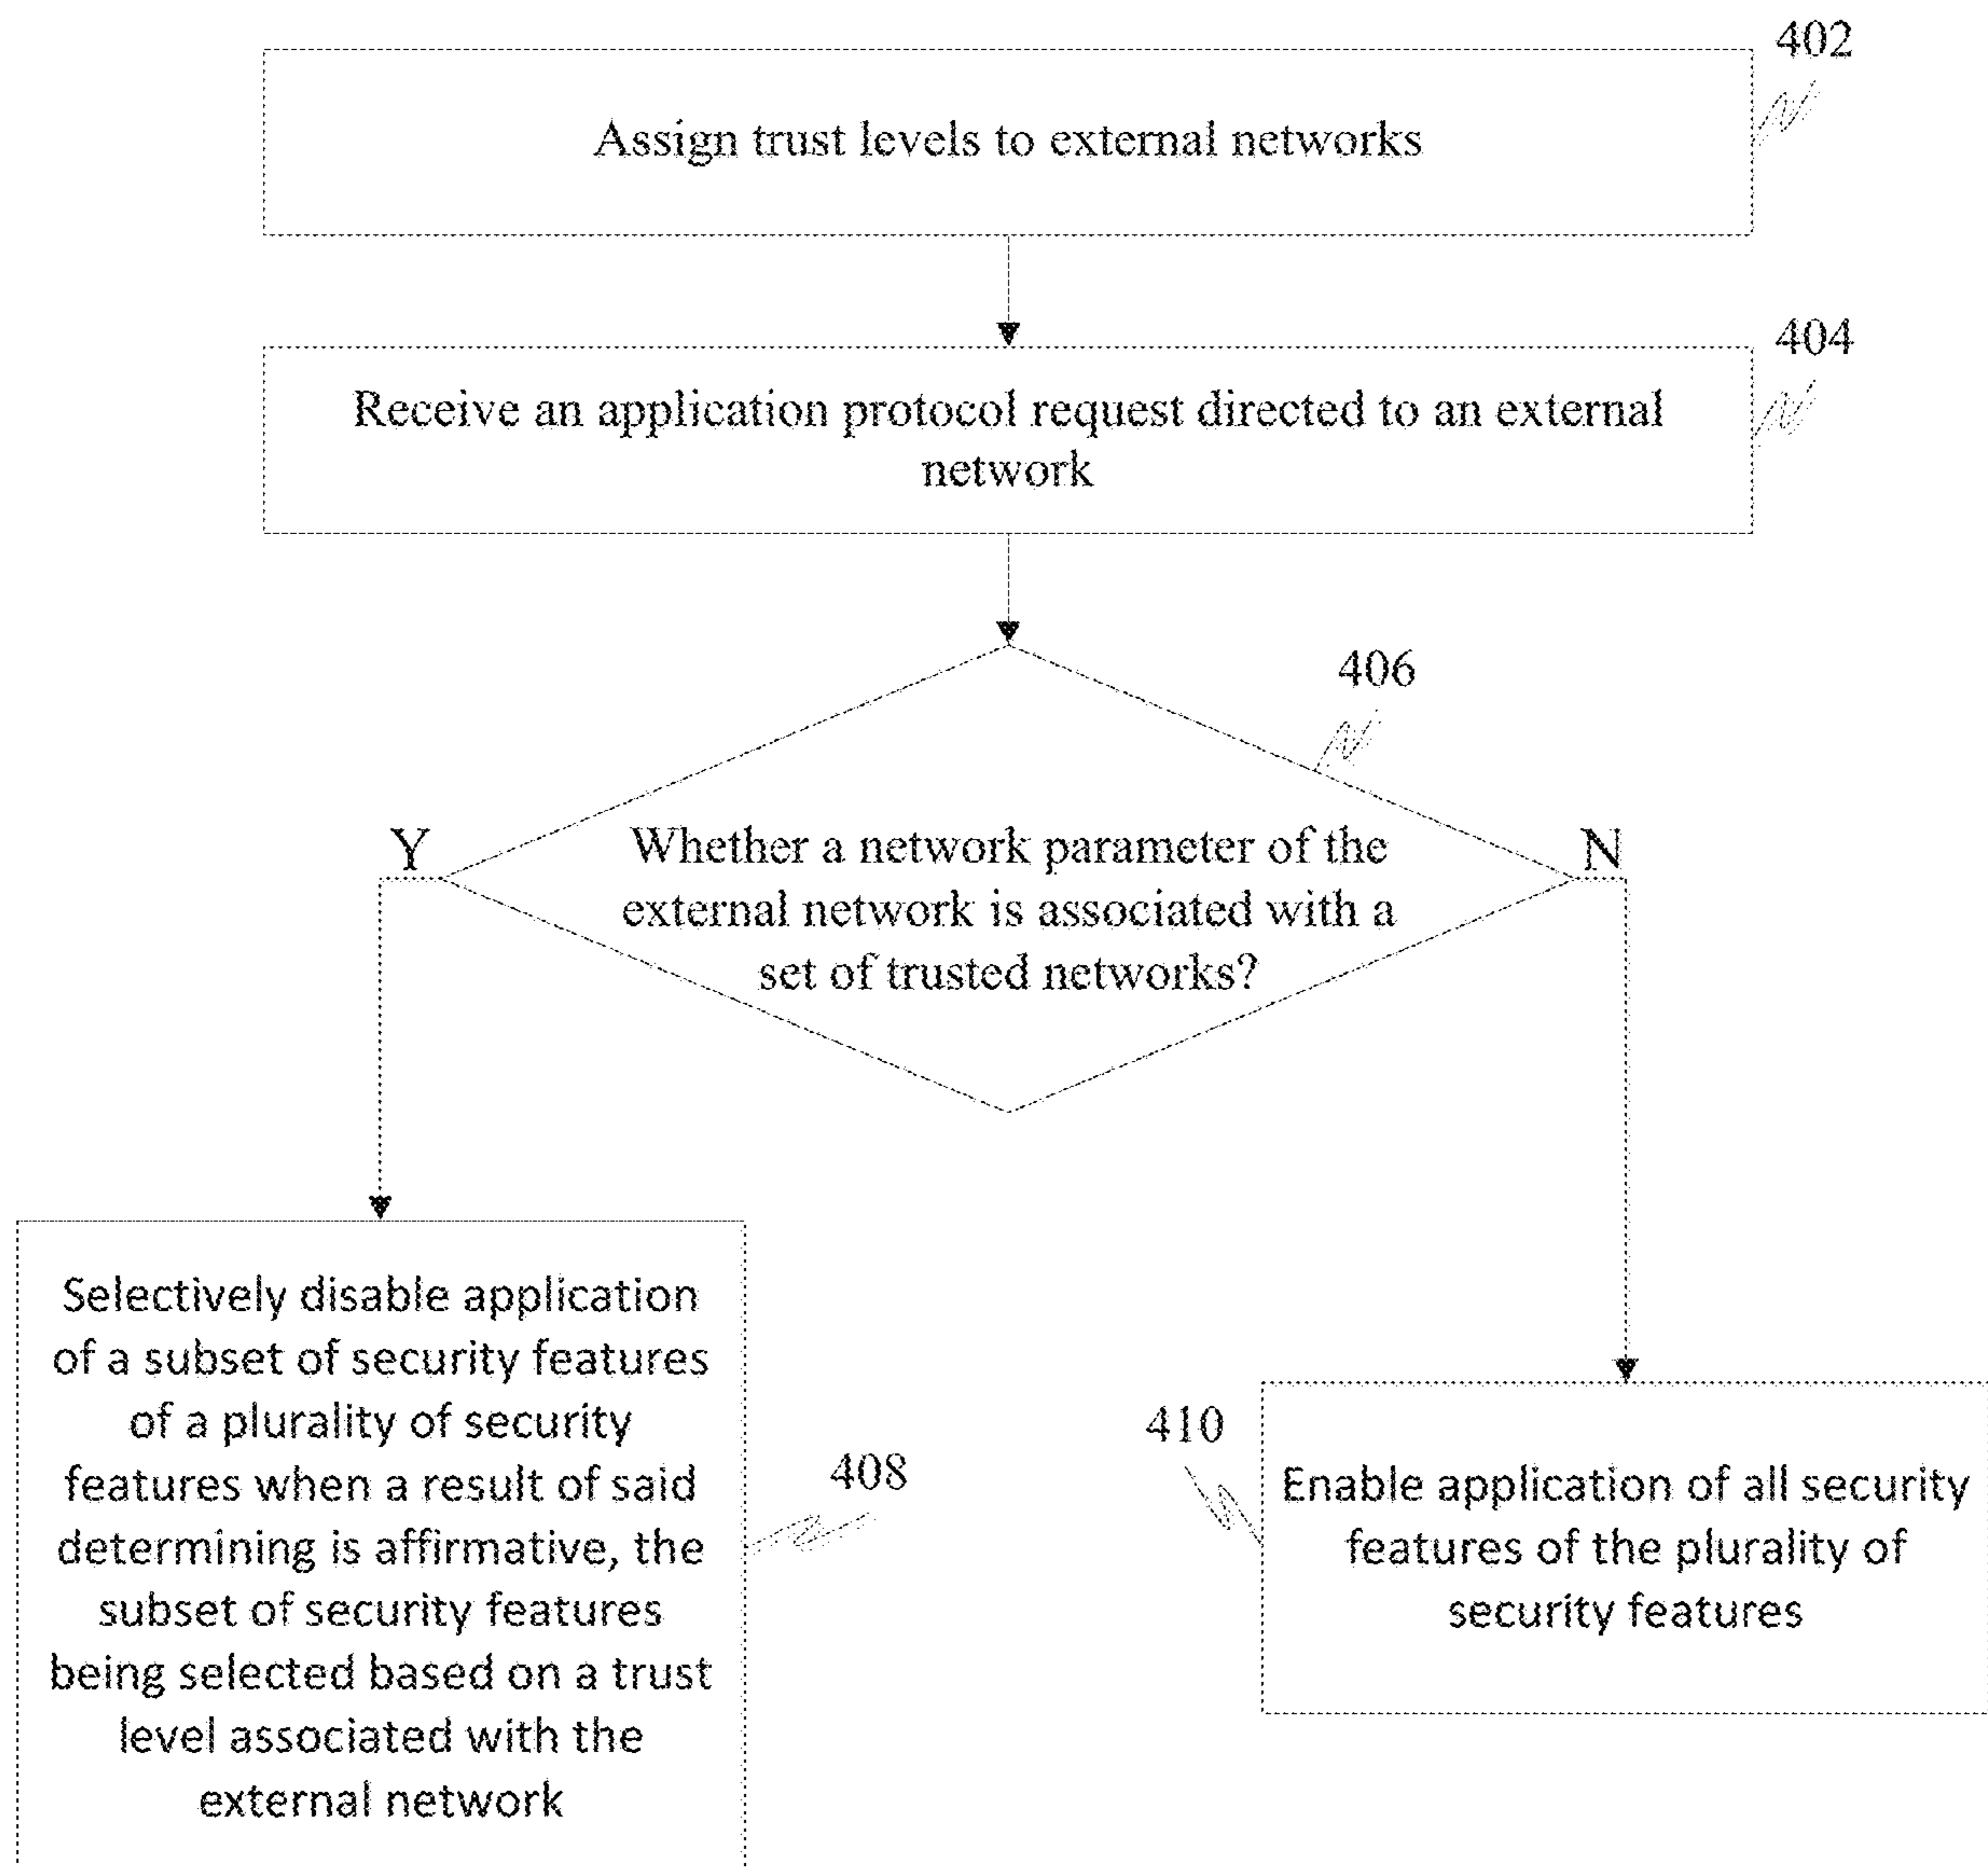 402
Assign trust levels to external networks
404
Receive an application protocol request directed to an external
network
406
Y
N
Whether a network parameter of the
external network is associated with a
set of trusted networks?
Selectively disable application
of a subset of security features
of a plurality of security
features when a result of said
determining is affirmative, the
subset of security features
being selected based on a trust
level associated with the
external network
408
410
Enable application of all security
features of the plurality of
security features